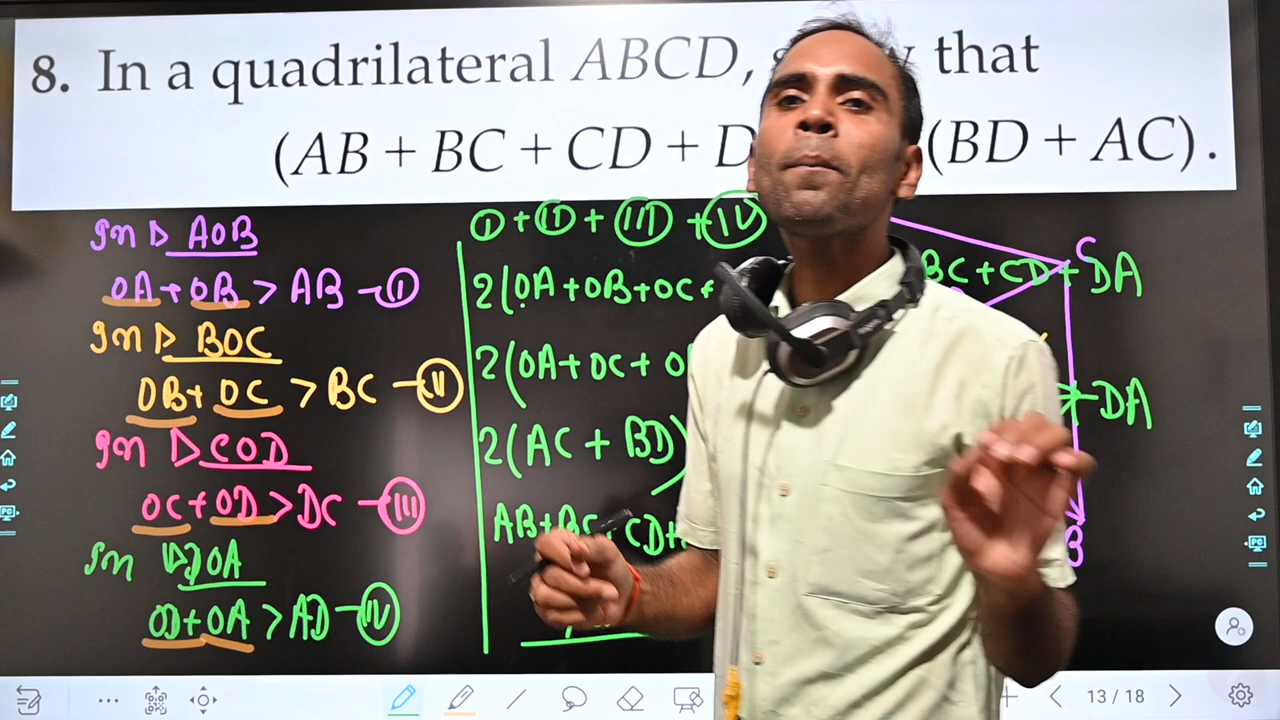 8. In a quadrilateral ABCD, that
(AB + BC + CD + D (BD + AC).
In △ AOB
OA + OB > AB - I
In △ BOC
OB + OC > BC - II
In △ COD
OC + OD > DC - III
In △ DOA
OD + OA > AD - IV
I + II + III + IV
2(OA+OB+OC+ BC+CD+DA
2(OA+OC+O DA
2(AC + BD)
AB+BC+CD+
C
B
13 / 18